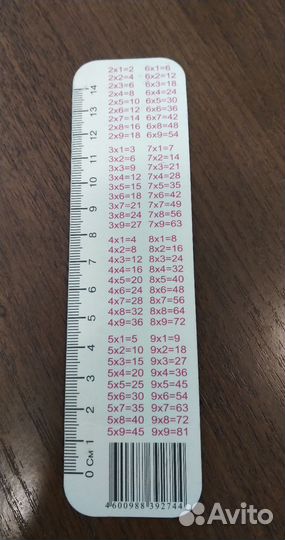 2x1=2 6x1=6
2x2=4 6x2=12
2x3=6 6x3=18
2x4=8 6x4=24
2x5=10 6x5=30
2x6=12 6x6=36
2x7=14 6x7=42
2x8=16 6x8=48
2x9=18 6x9=54
3x1=3 7x1=7
3x2=6 7x2=14
3x3=9 7x3=21
3x4=12 7x4=28
3x5=15 7x5=35
3x6=18 7x6=42
3x7=21 7x7=49
3x8=24 7x8=56
3x9=27 7x9=63
4x1=4 8x1=8
4x2=8 8x2=16
4x3=12 8x3=24
4x4=16 8x4=32
4x5=20 8x5=40
4x6=24 8x6=48
4x7=28 8x7=56
4x8=32 8x8=64
4x9=36 8x9=72
5x1=5 9x1=9
5x2=10 9x2=18
5x3=15 9x3=27
5x4=20 9x4=36
5x5=25 9x5=45
5x6=30 9x6=54
5x7=35 9x7=63
5x8=40 9x8=72
5x9=45 9x9=81
0 См 1 2 3 4 5 6 7 8 9 10 11 12 13 14
4600988 392744
Avito